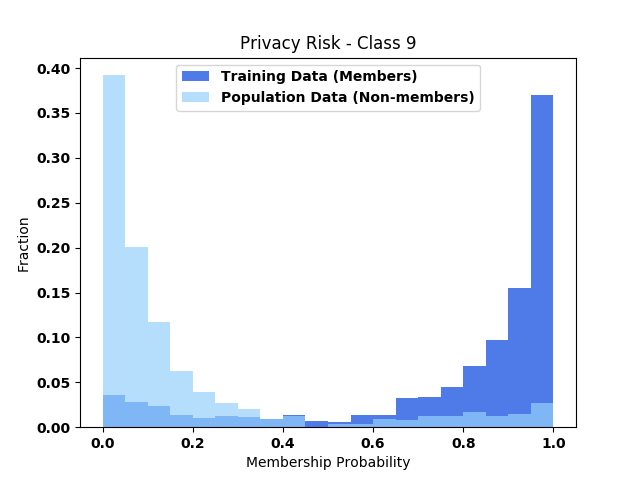 Privacy Risk - Class 9
Training Data (Members)
Population Data (Non-members)
0.40
0.35
0.30
0.25
0.20
0.15
0.10
0.05
0.00
Fraction
0.0 0.2 0.4 0.6 0.8 1.0
Membership Probability